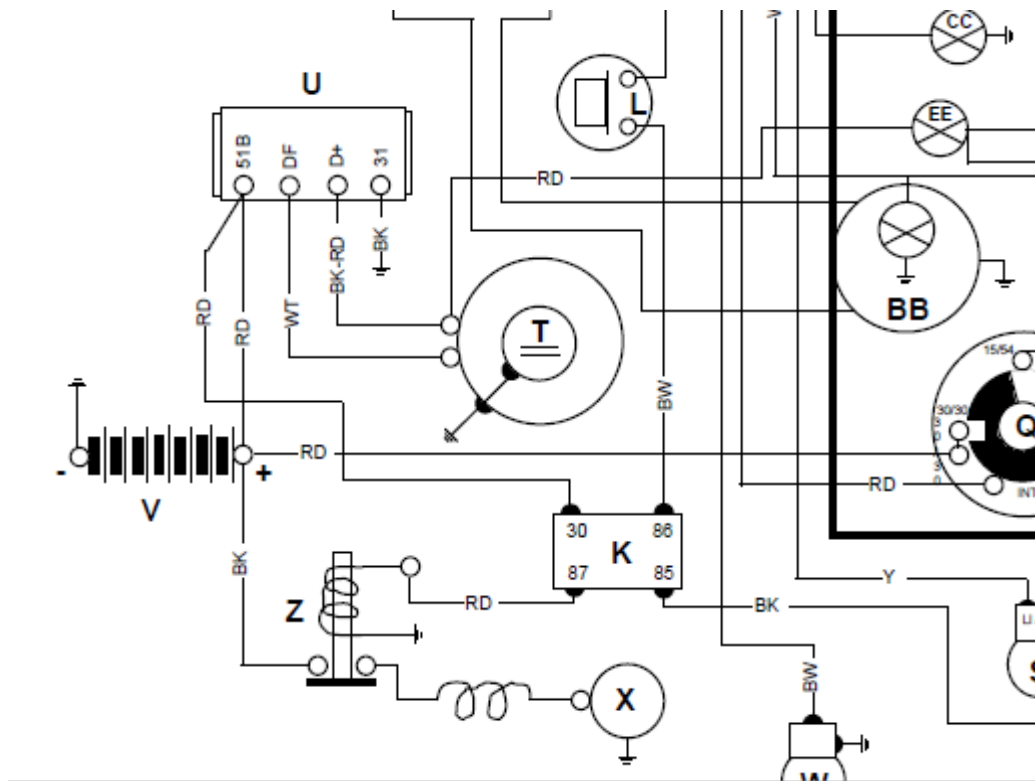 CC
U
L
EE
51B
DF
D+
31
RD
BK
BK-RD
WT
RD
RD
T
BB
15/54
BW
30/30
Q
RD
-
+
V
RD
INT
30
86
K
87
85
BK
Z
RD
BK
Y
LI
X
BW
W